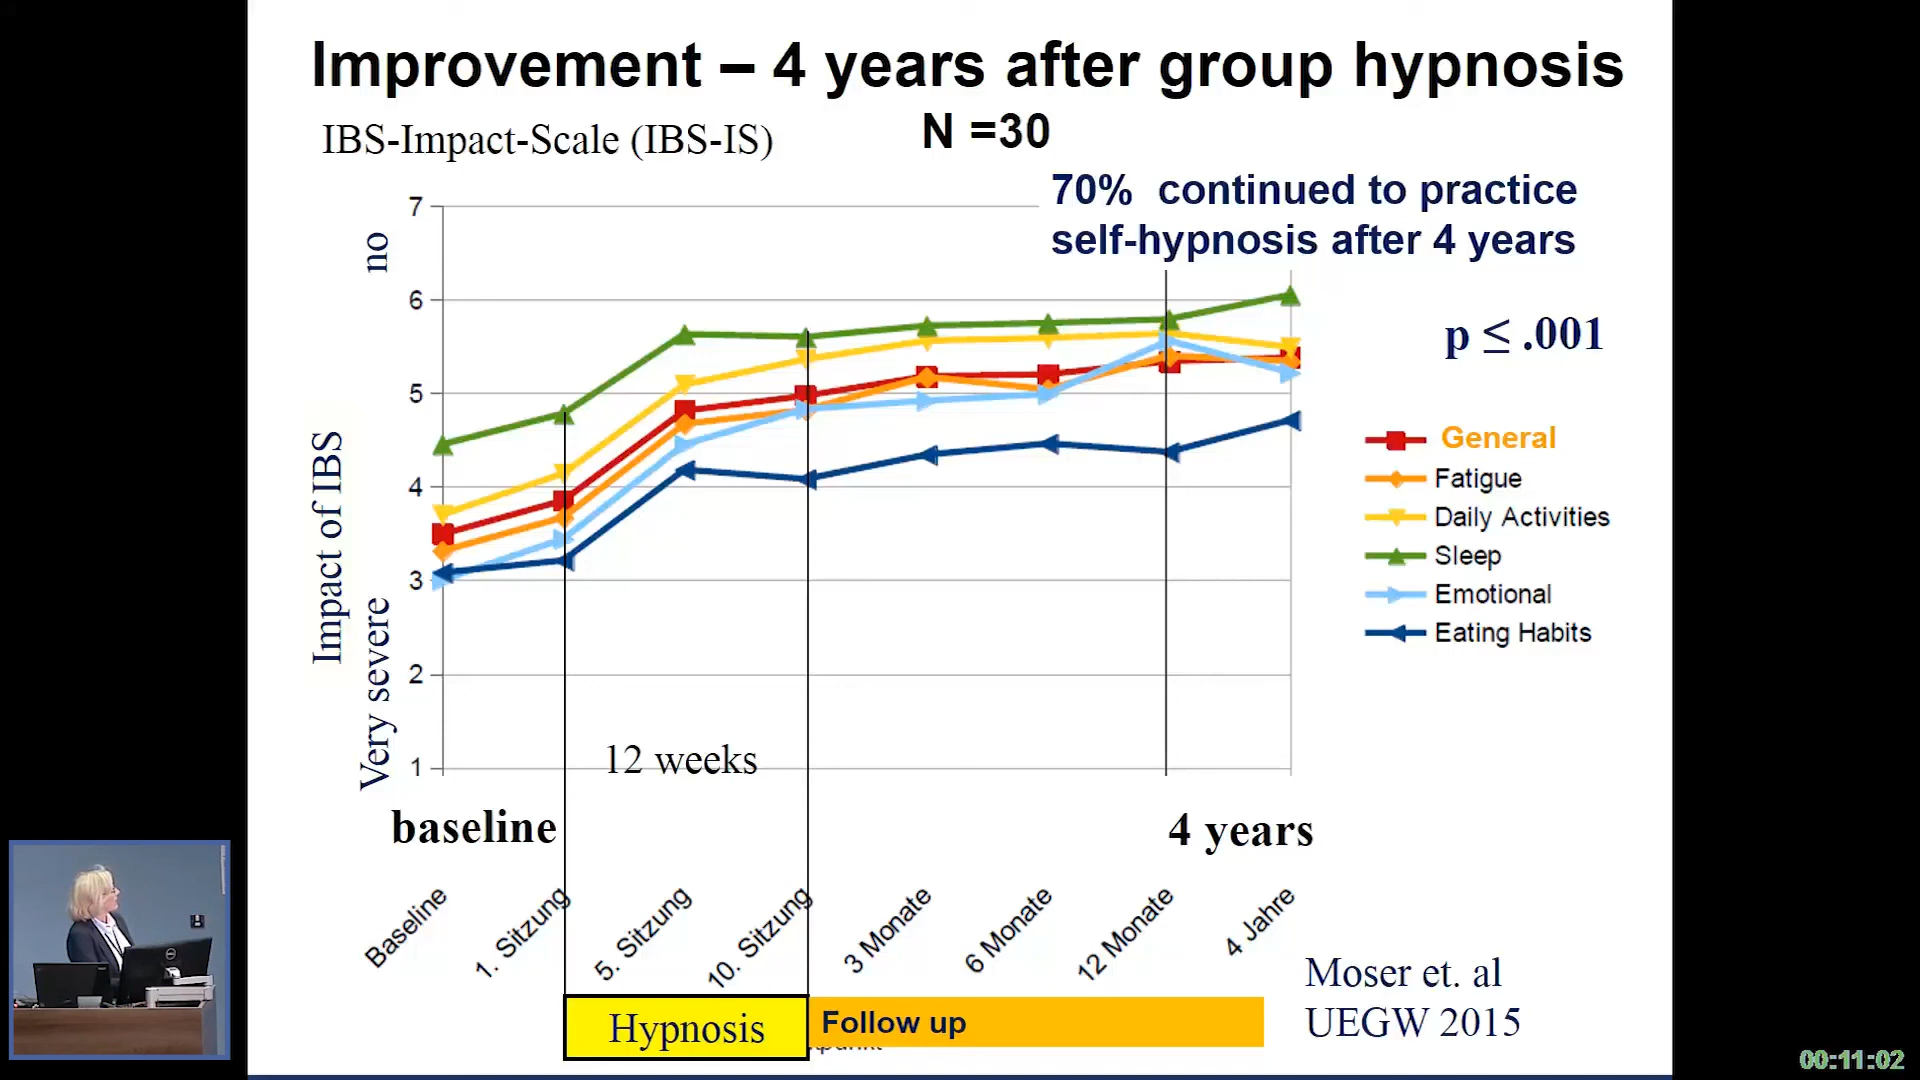 Improvement – 4 years after group hypnosis
IBS-Impact-Scale (IBS-IS)
N =30
70% continued to practice
self-hypnosis after 4 years
p ≤ .001
7
6
5
4
3
2
1
no
Impact of IBS
Very severe
General
Fatigue
Daily Activities
Sleep
Emotional
Eating Habits
12 weeks
baseline
4 years
Baseline
1. Sitzung
5. Sitzung
10. Sitzung
3 Monate
6 Monate
12 Monate
4 Jahre
Hypnosis
Follow up
Moser et. al
UEGW 2015
00:11:02